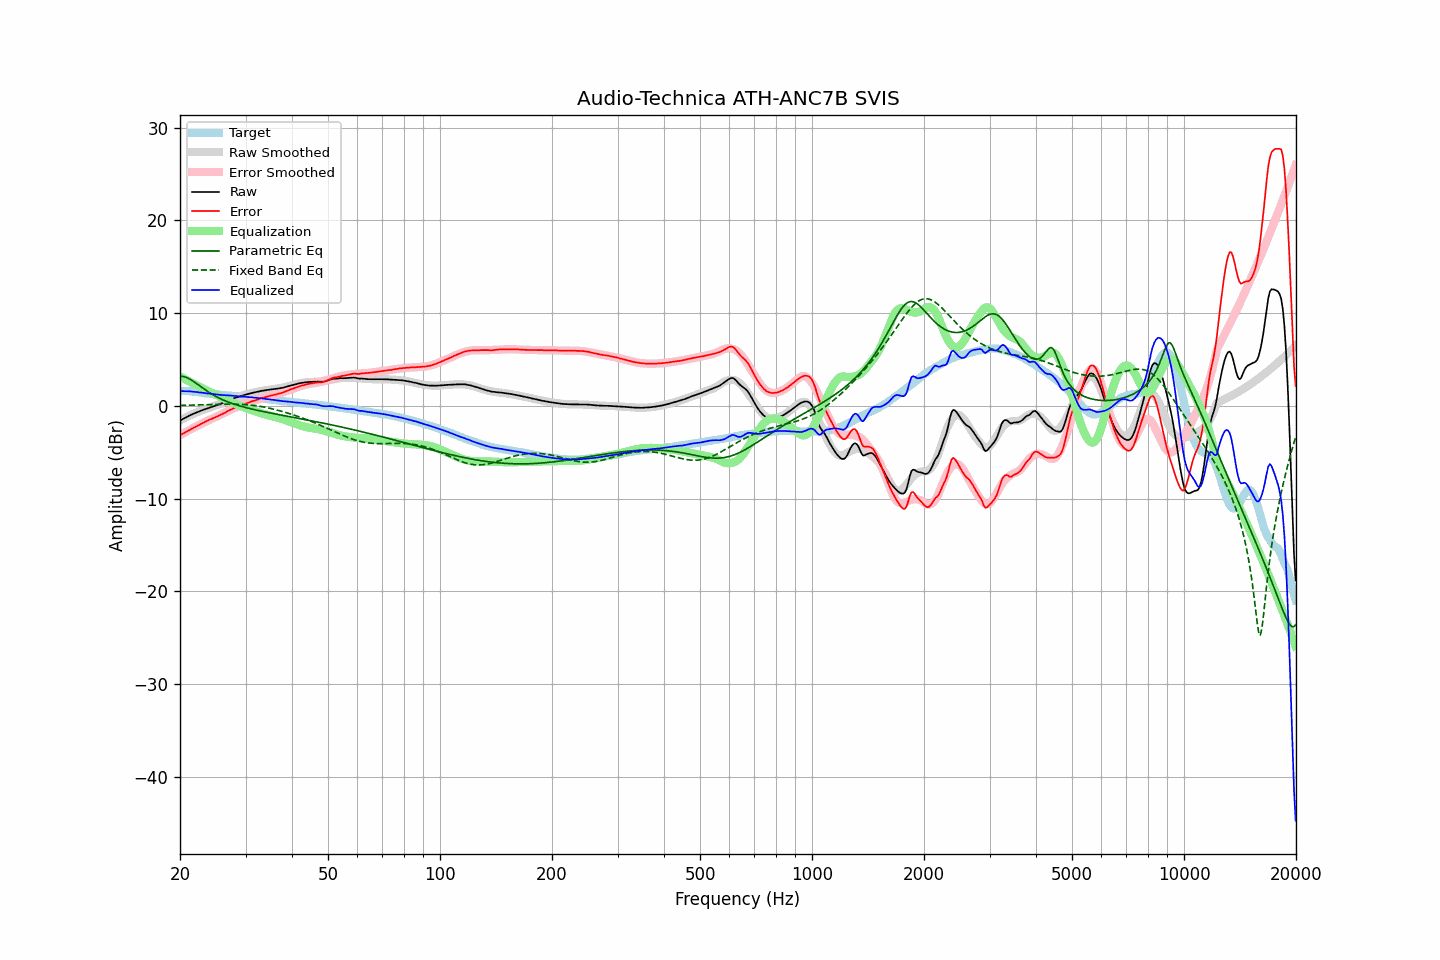 Audio-Technica ATH-ANC7B SVIS
Target
Raw Smoothed
Error Smoothed
Raw
Error
Equalization
Parametric Eq
Fixed Band Eq
Equalized
30
20
10
0
−10
−20
−30
−40
Amplitude (dBr)
20
50
100
200
500
1000
2000
5000
10000
20000
Frequency (Hz)